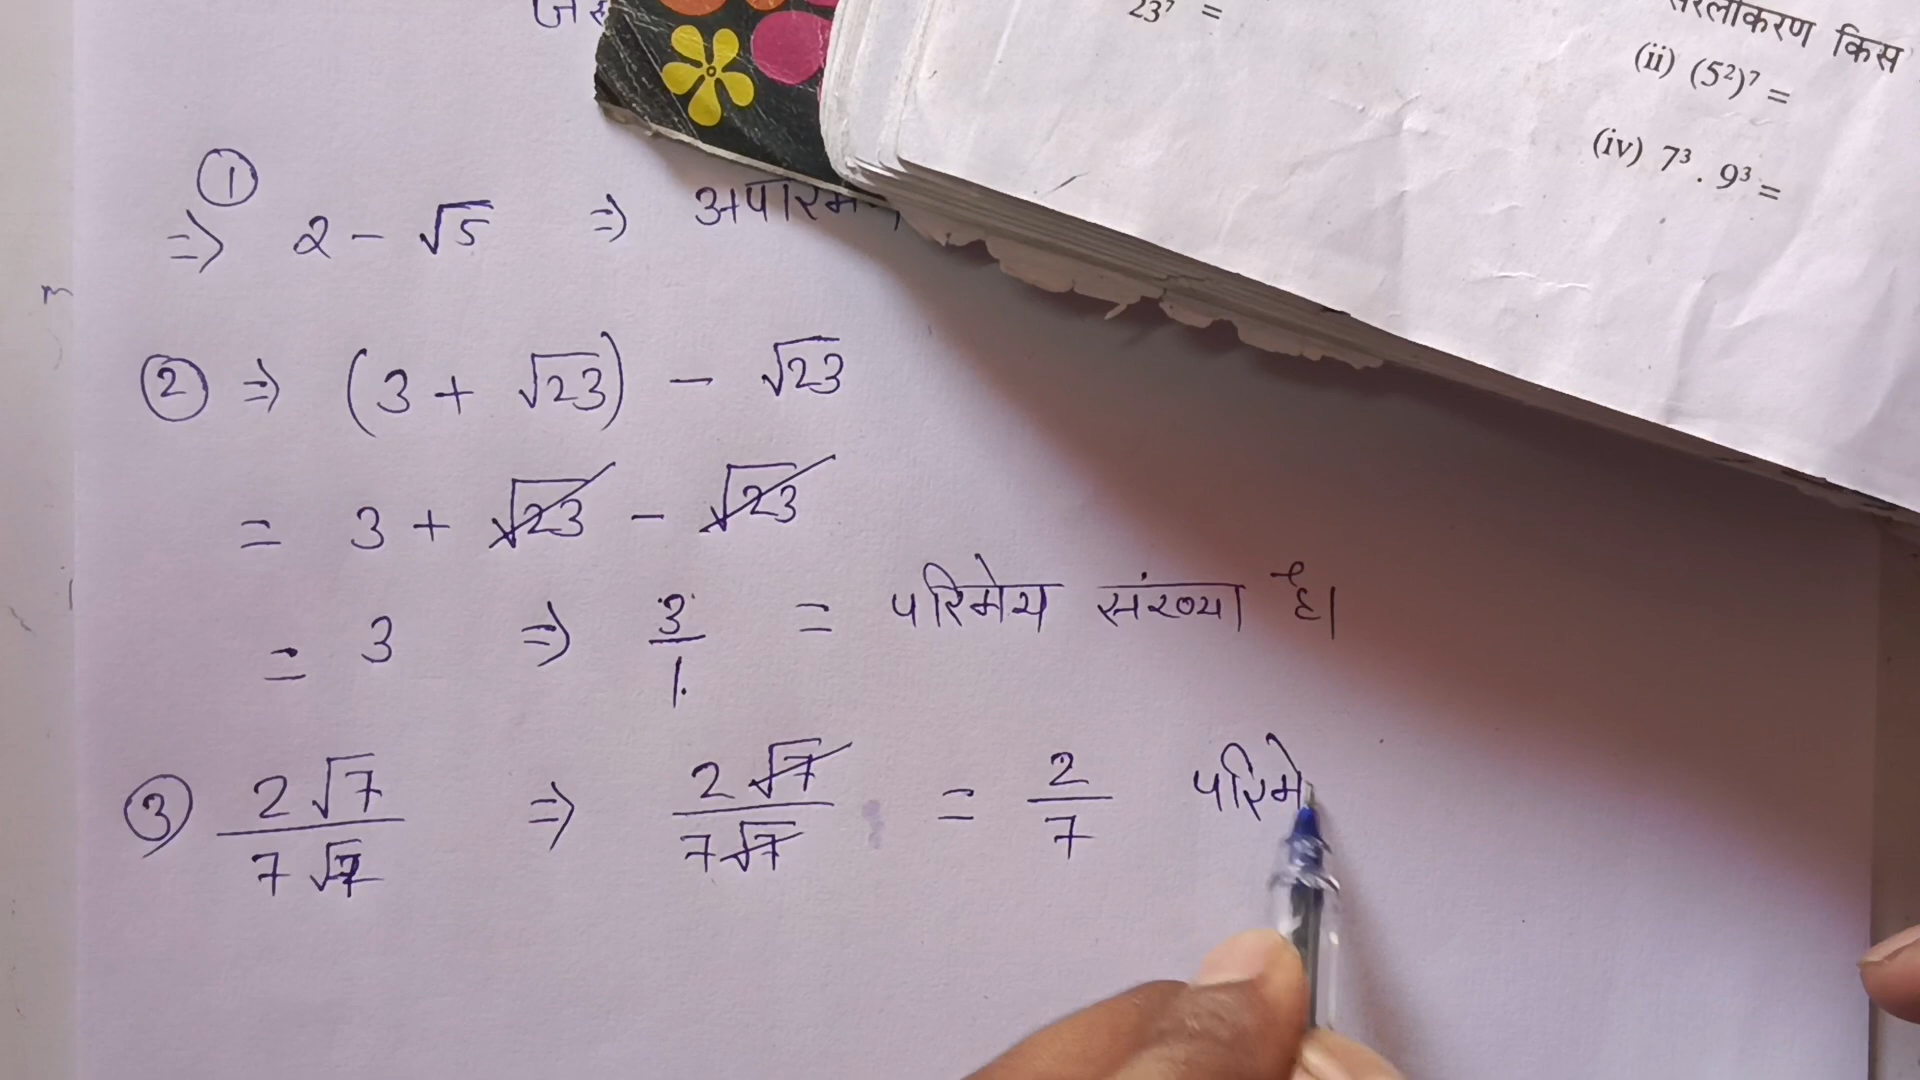 23⁷ =
सरलीकरण किस
(ii) (5²)⁷ =
(iv) 7³ . 9³ =
① ⇒ 2 - √5 ⇒
② ⇒ (3 + √23) - √23
= 3 + √23 - √23
= 3 ⇒ 3/1 = परिमेय संख्या है।
③ 2√7/7√7 ⇒ 2√7/7√7 = 2/7 परिमे